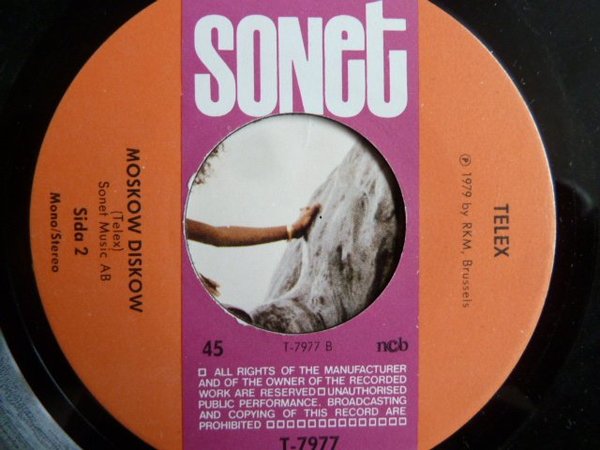 SONET
MOSKOW DISKOW
(Telex)
Sonet Music AB
Sida 2
Mono/Stereo
TELEX
℗ 1979 by RKM, Brussels
45
T-7977 B
ncb
□ ALL RIGHTS OF THE MANUFACTURER
AND OF THE OWNER OF THE RECORDED
WORK ARE RESERVED □ UNAUTHORISED
PUBLIC PERFORMANCE, BROADCASTING
AND COPYING OF THIS RECORD ARE
PROHIBITED □□□□□□□□□□□□□
T-7977